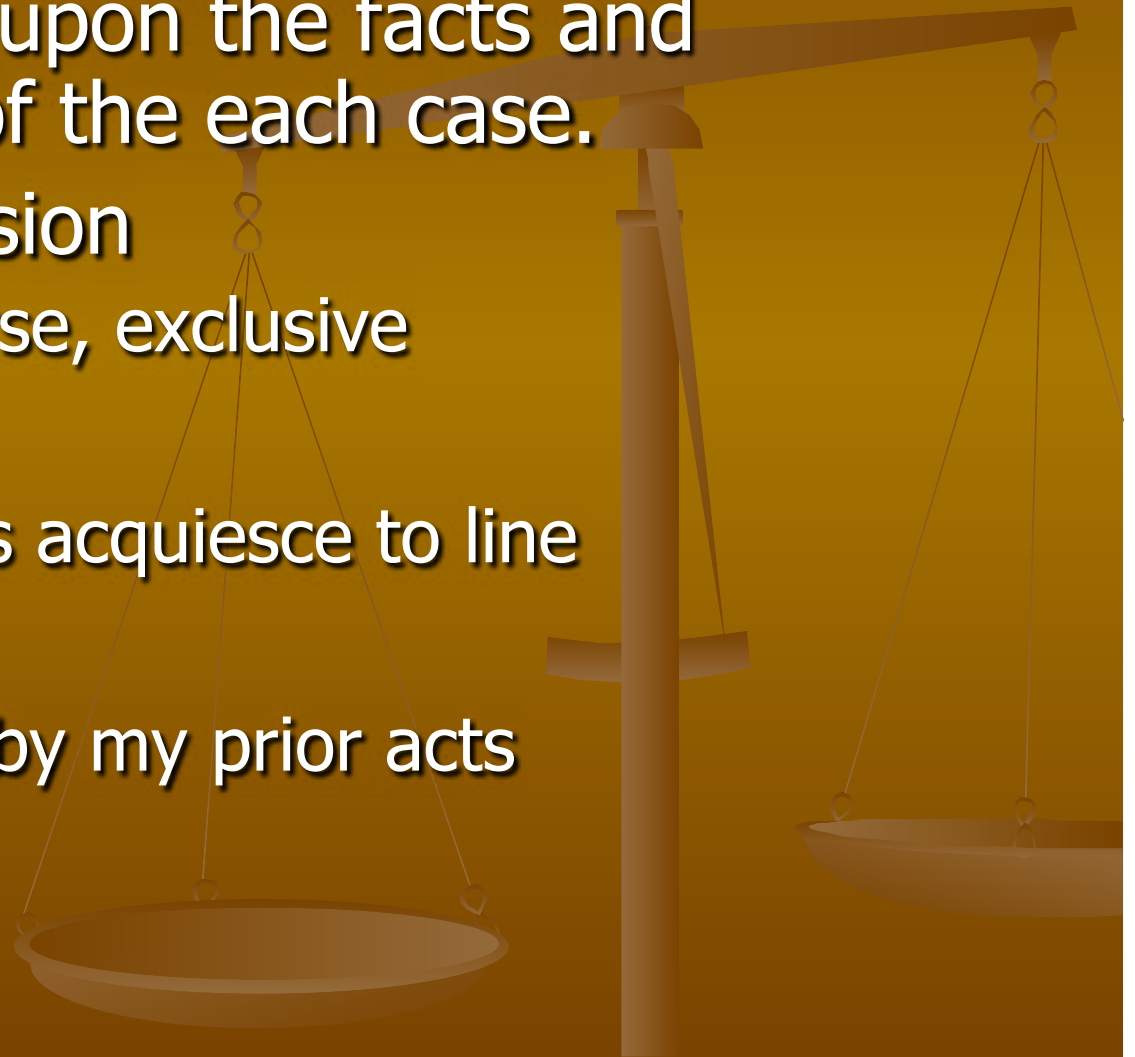 upon the facts and
of the each case.
sion
se, exclusive
s acquiesce to line
by my prior acts